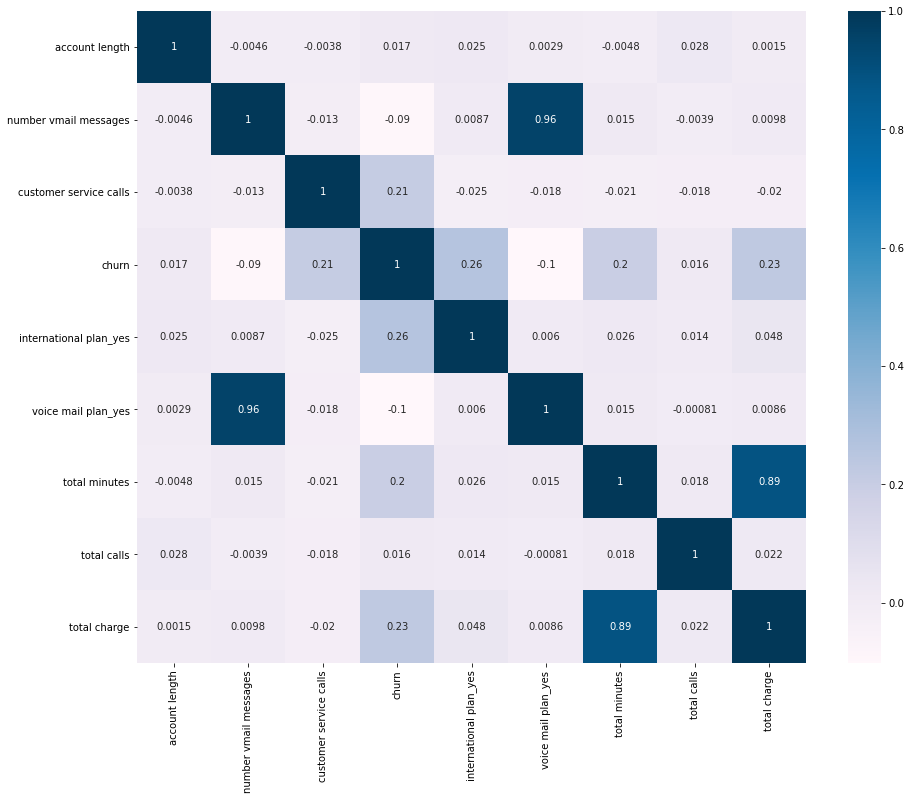 1.0
account length 1 -0.0046 -0.0038 0.017 0.025 0.0029 -0.0048 0.028 0.0015
number vmail messages -0.0046 1 -0.013 -0.09 0.0087 0.96 0.015 -0.0039 0.0098
0.8
customer service calls -0.0038 -0.013 1 0.21 -0.025 -0.018 -0.021 -0.018 -0.02
churn 0.017 -0.09 0.21 1 0.26 -0.1 0.2 0.016 0.23
0.6
international plan_yes 0.025 0.0087 -0.025 0.26 1 0.006 0.026 0.014 0.048
0.4
voice mail plan_yes 0.0029 0.96 -0.018 -0.1 0.006 1 0.015 -0.00081 0.0086
total minutes -0.0048 0.015 -0.021 0.2 0.026 0.015 1 0.018 0.89
0.2
total calls 0.028 -0.0039 -0.018 0.016 0.014 -0.00081 0.018 1 0.022
0.0
total charge 0.0015 0.0098 -0.02 0.23 0.048 0.0086 0.89 0.022 1
account length
number vmail messages
customer service calls
churn
international plan_yes
voice mail plan_yes
total minutes
total calls
total charge